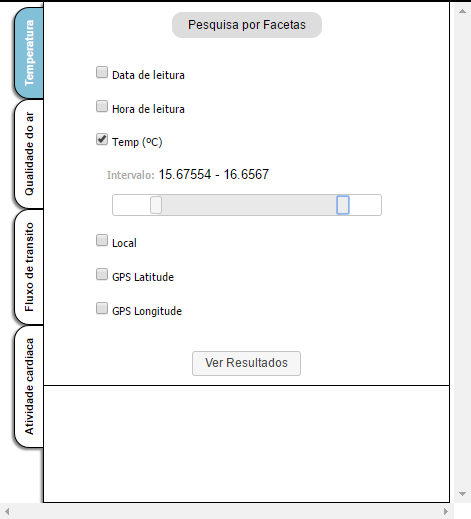 Pesquisa por Facetas
Temperatura
Qualidade do ar
Fluxo de transito
Atividade cardiaca
Data de leitura
Hora de leitura
Temp (ºC)
Intervalo: 15.67554 - 16.6567
Local
GPS Latitude
GPS Longitude
Ver Resultados